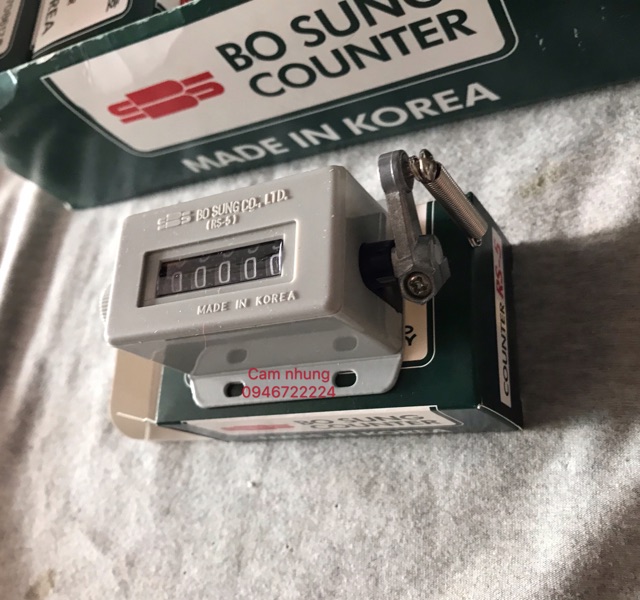 BO SUNG
COUNTER
MADE IN KOREA
BO SUNG CO., LTD.
(RS-5)
00000
MADE IN KOREA
Cam nhung
0946722224
COUNTER RS-5
BO SUNG
COUNTER